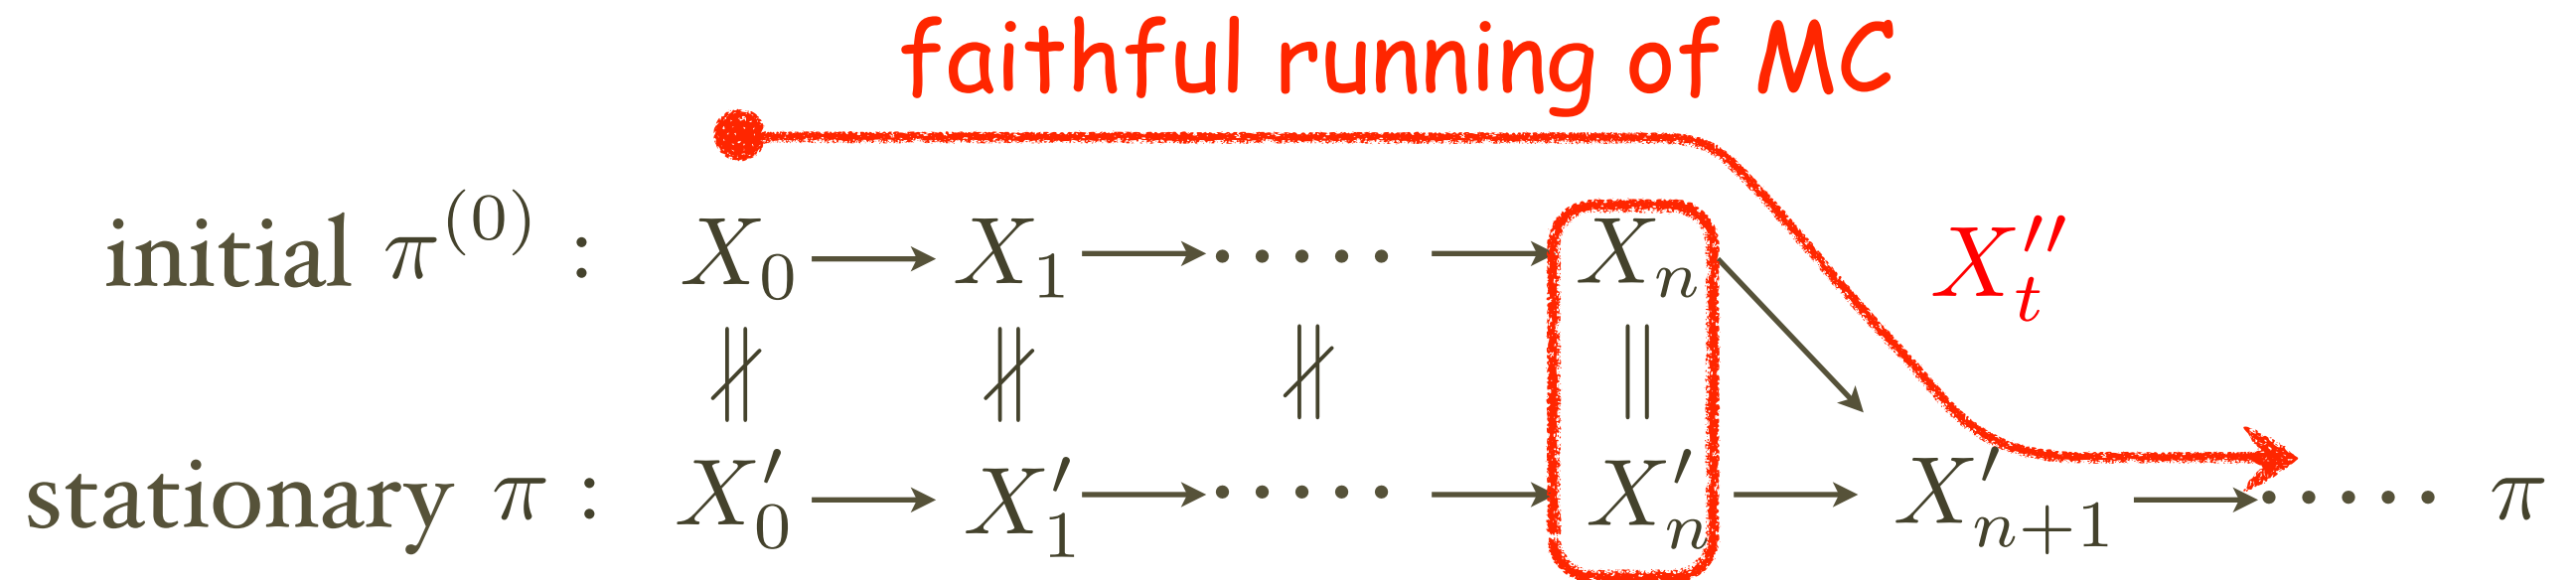 faithful running of MC
initial π^{(0)} : X_0 → X_1 → ····· → X_n X''_t
∦ ∦ ∦ ||
stationary π : X'_0 → X'_1 → ····· → X'_n → X'_{n+1} → ····· π